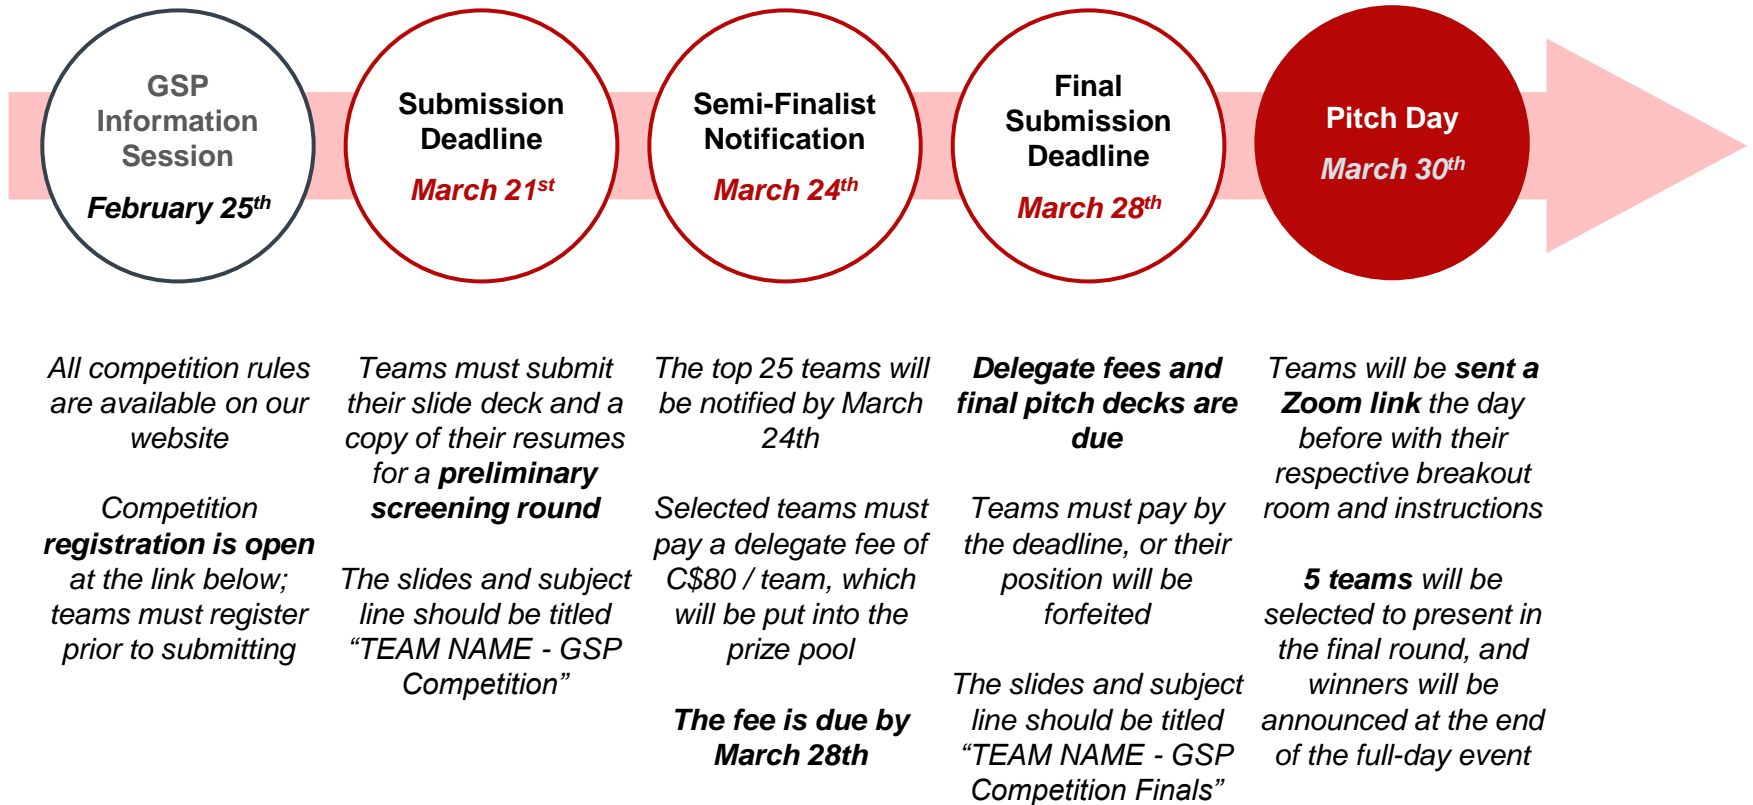 GSP
Information
Session
February 25th
Submission
Deadline
March 21st
Semi-Finalist
Notification
March 24th
Final
Submission
Deadline
March 28th
Pitch Day
March 30th
All competition rules
are available on our
website
Competition
registration is open
at the link below;
teams must register
prior to submitting
Teams must submit
their slide deck and a
copy of their resumes
for a preliminary
screening round
The slides and subject
line should be titled
“TEAM NAME - GSP
Competition”
The top 25 teams will
be notified by March
24th
Selected teams must
pay a delegate fee of
C$80 / team, which
will be put into the
prize pool
The fee is due by
March 28th
Delegate fees and
final pitch decks are
due
Teams must pay by
the deadline, or their
position will be
forfeited
The slides and subject
line should be titled
“TEAM NAME - GSP
Competition Finals”
Teams will be sent a
Zoom link the day
before with their
respective breakout
room and instructions
5 teams will be
selected to present in
the final round, and
winners will be
announced at the end
of the full-day event